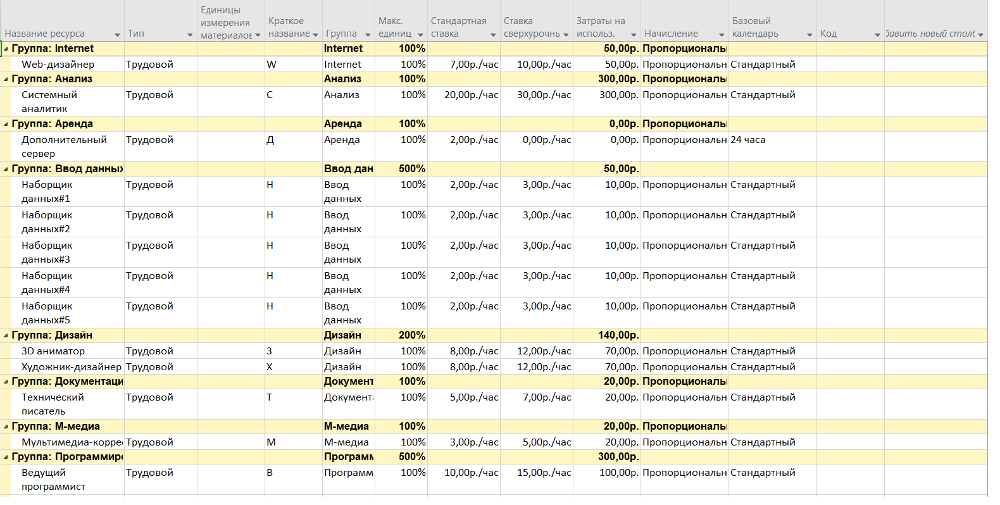 Название ресурса Тип Единицы измерения материалов Краткое название Группа Макс. единиц Стандартная ставка Ставка сверхурочнь Затраты на использ. Начисление Базовый календарь Код бавить новый столб
Группа: Internet Internet 100% 50,00р. Пропорциональ
Web-дизайнер Трудовой W Internet 100% 7,00р./час 10,00р./час 50,00р. Пропорциональн Стандартный
Группа: Анализ Анализ 100% 300,00р. Пропорциональ
Системный аналитик Трудовой С Анализ 100% 20,00р./час 30,00р./час 300,00р. Пропорциональн Стандартный
Группа: Аренда Аренда 100% 0,00р. Пропорциональ
Дополнительный сервер Трудовой Д Аренда 100% 2,00р./час 0,00р./час 0,00р. Пропорциональн 24 часа
Группа: Ввод данных Ввод дан 500% 50,00р.
Наборщик данных#1 Трудовой Н Ввод данных 100% 2,00р./час 3,00р./час 10,00р. Пропорциональн Стандартный
Наборщик данных#2 Трудовой Н Ввод данных 100% 2,00р./час 3,00р./час 10,00р. Пропорциональн Стандартный
Наборщик данных#3 Трудовой Н Ввод данных 100% 2,00р./час 3,00р./час 10,00р. Пропорциональн Стандартный
Наборщик данных#4 Трудовой Н Ввод данных 100% 2,00р./час 3,00р./час 10,00р. Пропорциональн Стандартный
Наборщик данных#5 Трудовой Н Ввод данных 100% 2,00р./час 3,00р./час 10,00р. Пропорциональн Стандартный
Группа: Дизайн Дизайн 200% 140,00р.
3D аниматор Трудовой 3 Дизайн 100% 8,00р./час 12,00р./час 70,00р. Пропорциональн Стандартный
Художник-дизайнер Трудовой Х Дизайн 100% 8,00р./час 12,00р./час 70,00р. Пропорциональн Стандартный
Группа: Документаци Документ 100% 20,00р. Пропорциональ
Технический писатель Трудовой Т Документа 100% 5,00р./час 7,00р./час 20,00р. Пропорциональн Стандартный
Группа: М-медиа М-медиа 100% 20,00р. Пропорциональ
Мультимедиа-корре Трудовой М М-медиа 100% 3,00р./час 5,00р./час 20,00р. Пропорциональн Стандартный
Группа: Программиро Программ 500% 300,00р.
Ведущий программист Трудовой В Программ 100% 10,00р./час 15,00р./час 100,00р. Пропорциональн Стандартный